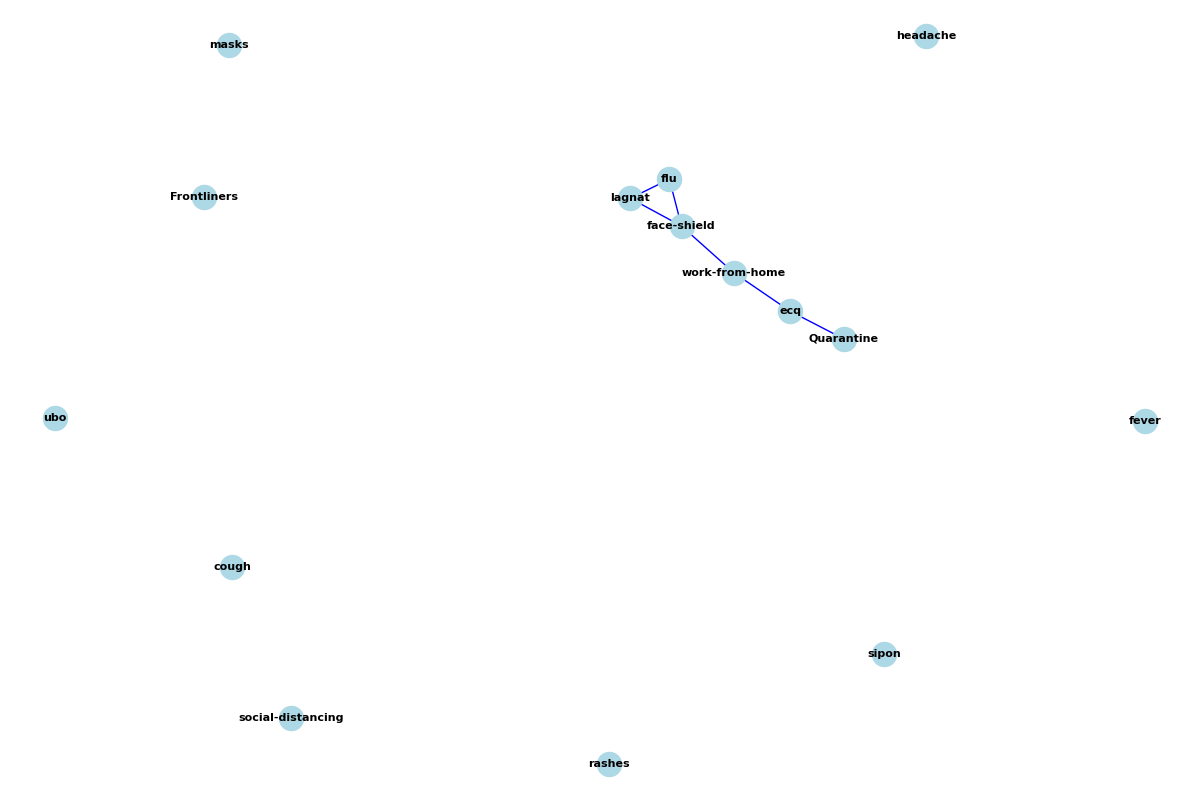 headache
masks
flu
Frontliners
lagnat
face-shield
work-from-home
ecq
Quarantine
ubo
fever
cough
sipon
social-distancing
rashes